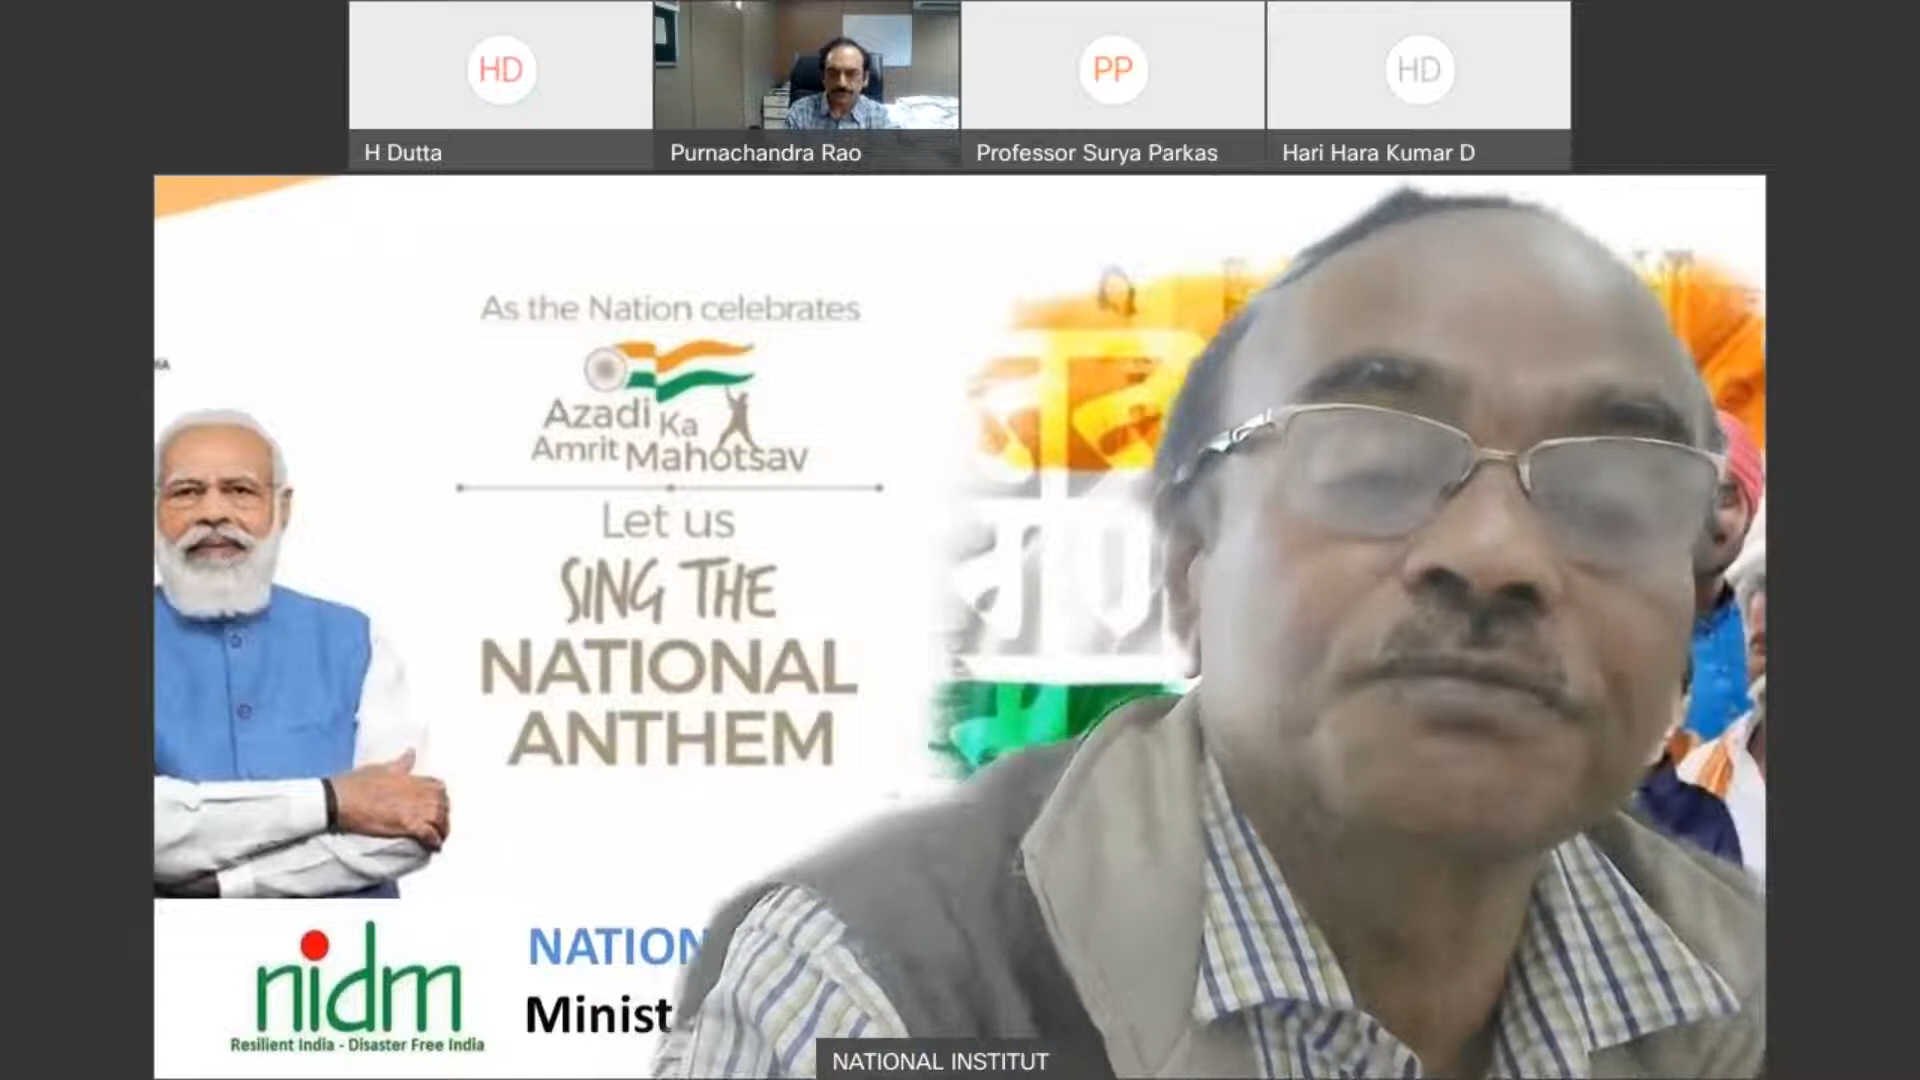 HD
PP
HD
H Dutta
Purnachandra Rao
Professor Surya Parkas
Hari Hara Kumar D
As the Nation celebrates
Azadi Ka
Amrit Mahotsav
Let us
SING THE
NATIONAL
ANTHEM
nidm
Resilient India - Disaster Free India
NATION
Minist
NATIONAL INSTITUT